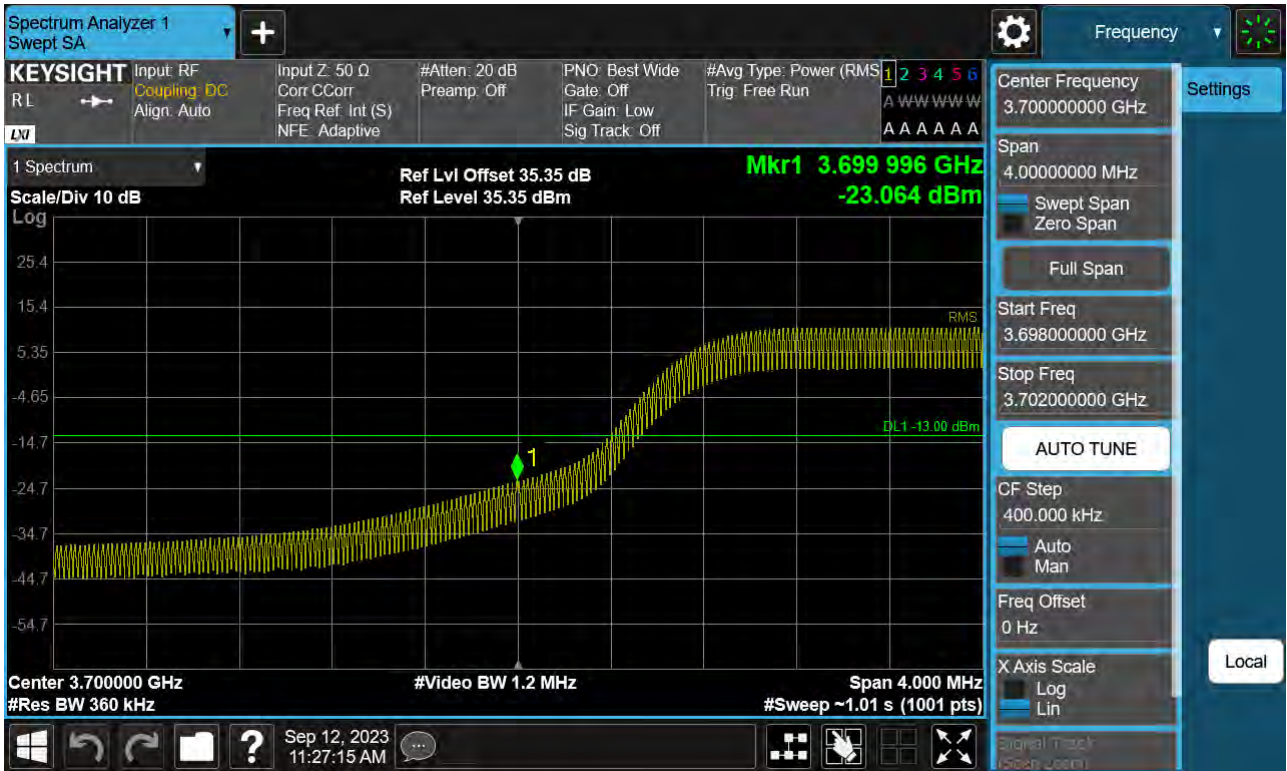 Spectrum Analyzer 1
Swept SA
+
Frequency
KEYSIGHT
RL
LXI
Input: RF
Coupling: DC
Align: Auto
Input Z: 50 Ω
Corr CCorr
Freq Ref: Int (S)
NFE: Adaptive
#Atten: 20 dB
Preamp: Off
PNO: Best Wide
Gate: Off
IF Gain: Low
Sig Track: Off
#Avg Type: Power (RMS
Trig: Free Run
1 2 3 4 5 6
A W W W W W
A A A A A A
1 Spectrum
Scale/Div 10 dB
Log
Ref Lvl Offset 35.35 dB
Ref Level 35.35 dBm
Mkr1 3.699 996 GHz
-23.064 dBm
25.4
15.4
5.35
-4.65
-14.7
-24.7
-34.7
-44.7
-54.7
RMS
DL1 -13.00 dBm
1
Center 3.700000 GHz
#Res BW 360 kHz
#Video BW 1.2 MHz
Span 4.000 MHz
#Sweep ~1.01 s (1001 pts)
Center Frequency
3.700000000 GHz
Span
4.00000000 MHz
Swept Span
Zero Span
Full Span
Start Freq
3.698000000 GHz
Stop Freq
3.702000000 GHz
AUTO TUNE
CF Step
400.000 kHz
Auto
Man
Freq Offset
0 Hz
X Axis Scale
Log
Lin
Signal Track
(Span Zoom)
Settings
Local
?
Sep 12, 2023
11:27:15 AM